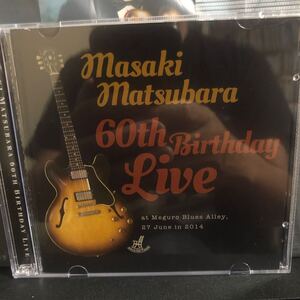 Masaki
Matsubara
60th Birthday
Live
at Meguro Blues Alley,
27 June in 2014
MATSUBARA 60TH BIRTHDAY LIVE